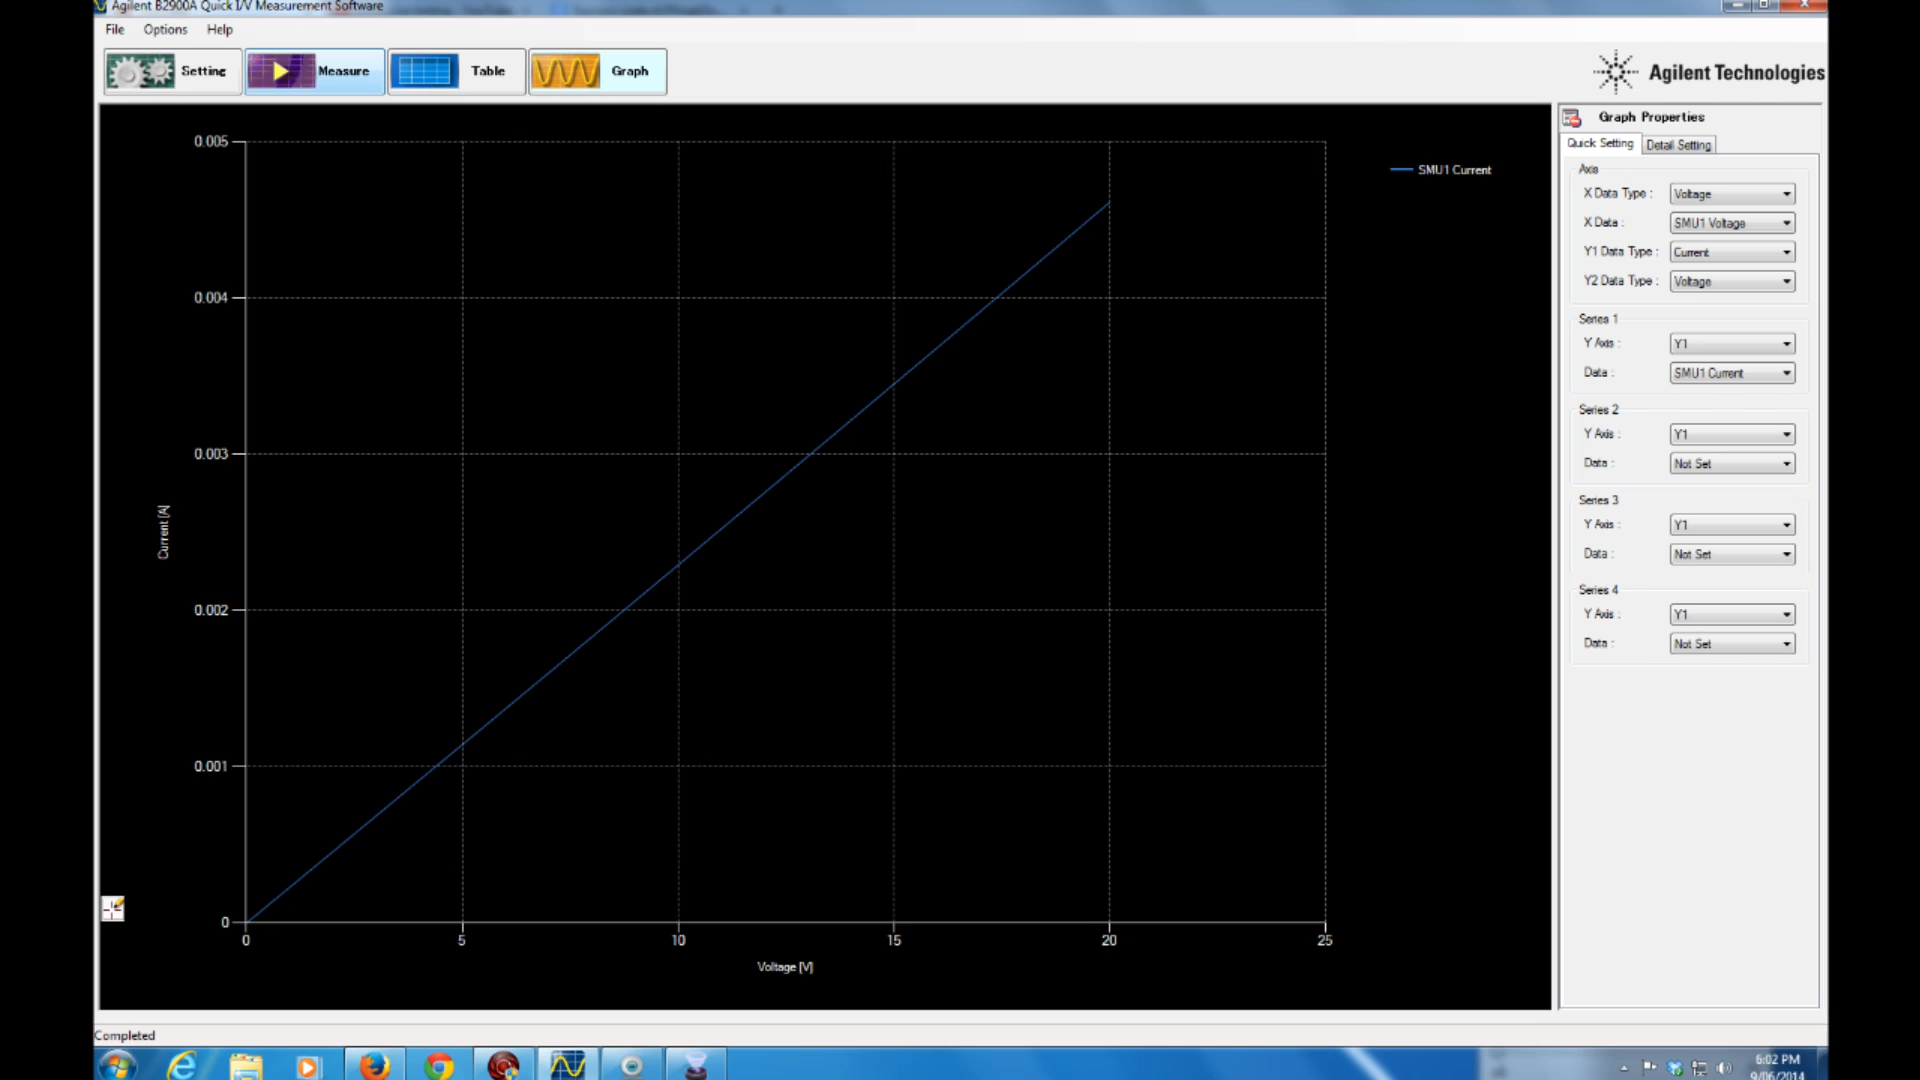 Agilent B2900A Quick I/V Measurement Software
File Options Help
Setting Measure Table Graph
Agilent Technologies
0.005
0.004
0.003
0.002
0.001
0
Current [A]
0 5 10 15 20 25
Voltage [V]
SMU1 Current
Graph Properties
Quick Setting Detail Setting
Axis
X Data Type : Voltage
X Data : SMU1 Voltage
Y1 Data Type : Current
Y2 Data Type : Voltage
Series 1
Y Axis : Y1
Data : SMU1 Current
Series 2
Y Axis : Y1
Data : Not Set
Series 3
Y Axis : Y1
Data : Not Set
Series 4
Y Axis : Y1
Data : Not Set
Completed
6:02 PM
9/06/2014